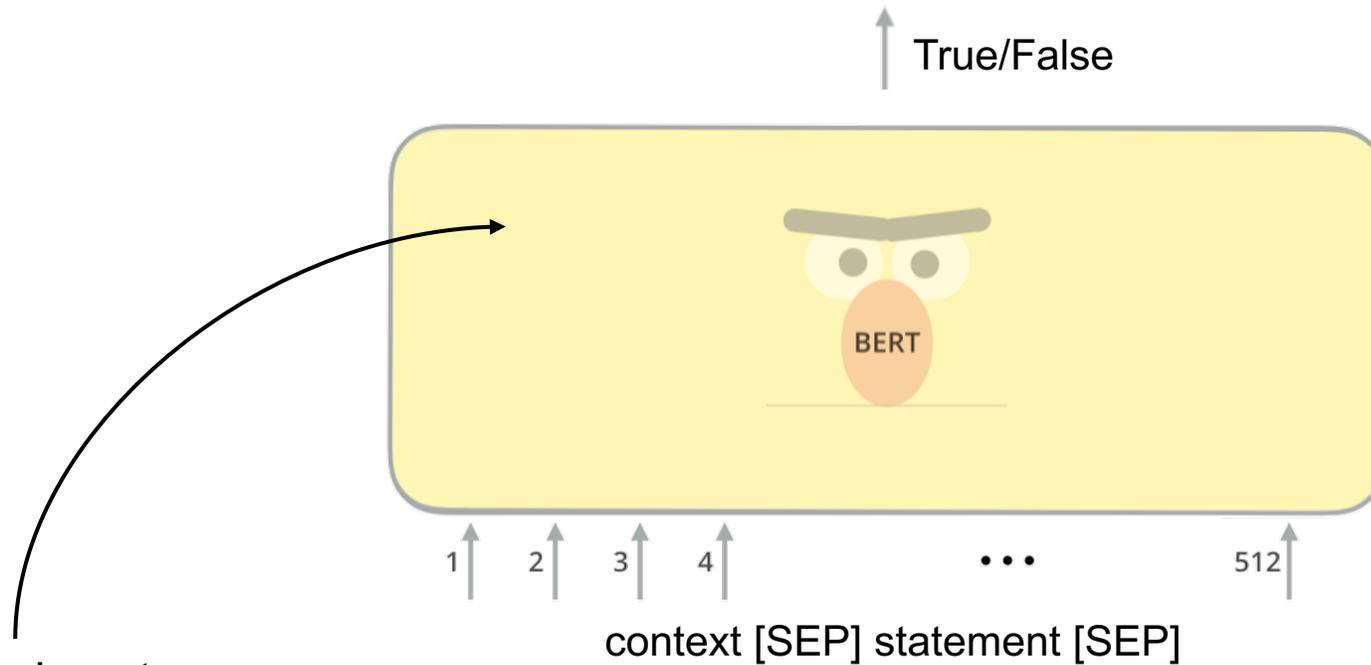 True/False
BERT
1 2 3 4 ••• 512
context [SEP] statement [SEP]